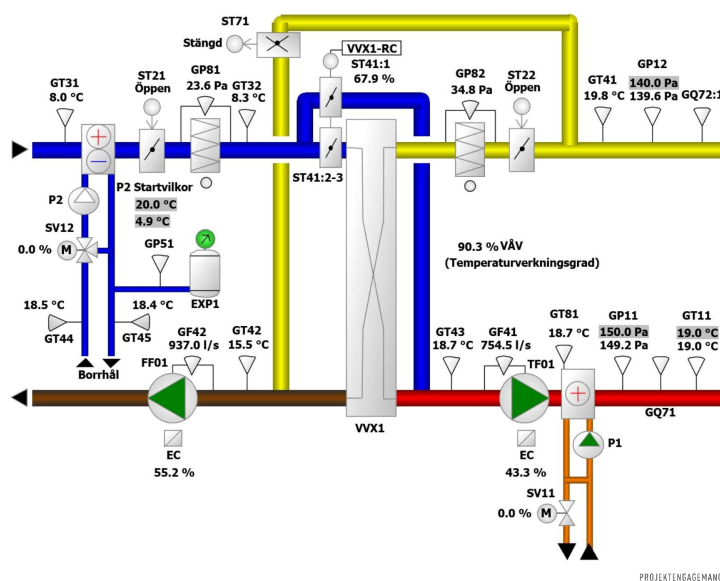 ST71
Stängd
VVX1-RC
ST41:1
67.9 %
GT31
8.0 °C
ST21
Öppen
GP81
23.6 Pa
GT32
8.3 °C
GP82
34.8 Pa
ST22
Öppen
GT41
19.8 °C
GP12
140.0 Pa
139.6 Pa
GQ72:1
P2
P2 Startvilkor
20.0 °C
4.9 °C
ST41:2-3
SV12
0.0 %
M
GP51
EXP1
90.3 % VÅV
(Temperaturverkningsgrad)
18.5 °C
GT44
18.4 °C
GT45
Borrhål
FF01
GF42
937.0 l/s
GT42
15.5 °C
GT43
18.7 °C
GF41
754.5 l/s
TF01
GT81
18.7 °C
GP11
150.0 Pa
149.2 Pa
GT11
19.0 °C
19.0 °C
VVX1
GQ71
EC
55.2 %
EC
43.3 %
P1
SV11
0.0 %
M
PROJEKTENGAGEMANG